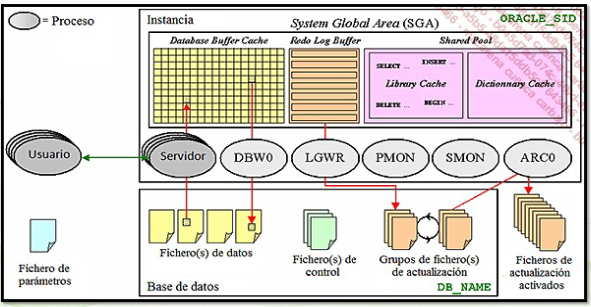 = Proceso
Instancia
System Global Area (SGA)
ORACLE_SID
Database Buffer Cache
Redo Log Buffer
Shared Pool
SELECT ...
INSERT ...
Library Cache
DELETE ...
BEGIN ...
Dictionnary Cache
Usuario
Servidor
DBW0
LGWR
PMON
SMON
ARC0
Fichero de
parámetros
Fichero(s) de datos
Fichero(s) de
control
Grupos de fichero(s)
de actualización
Ficheros de
actualización
activados
Base de datos
DB_NAME